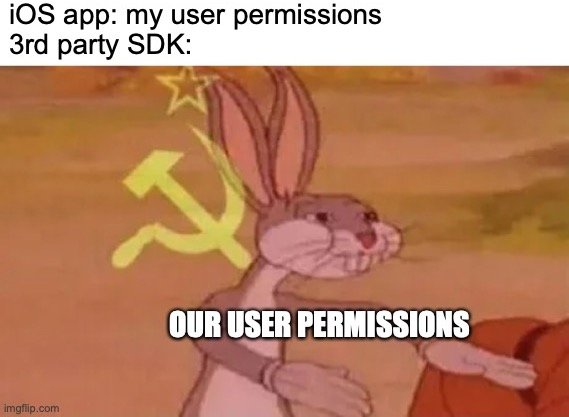 iOS app: my user permissions
3rd party SDK:
OUR USER PERMISSIONS
imgflip.com